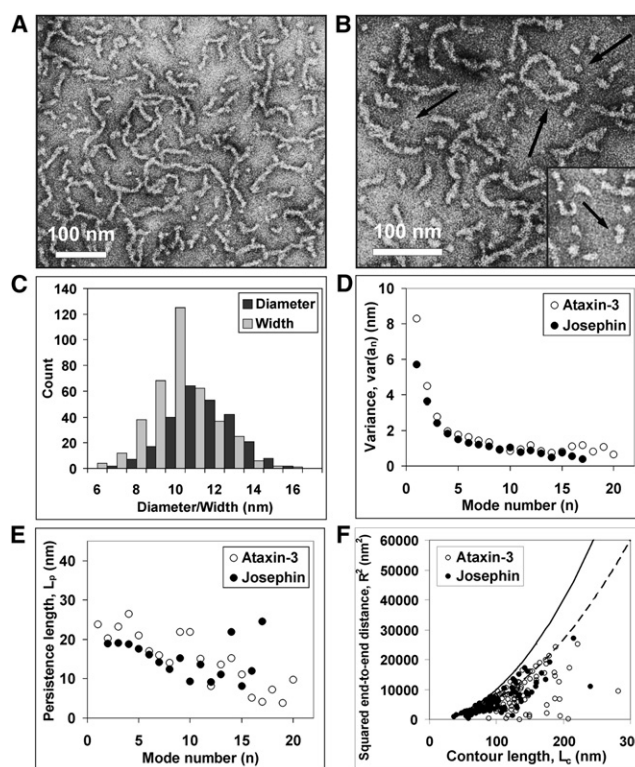 A
100 nm
B
100 nm
C
Count
140
120
100
80
60
40
20
0
Diameter
Width
6 8 10 12 14 16
Diameter/Width (nm)
D
Variance, var(aₙ) (nm)
10
8
6
4
2
0
Ataxin-3
Josephin
0 5 10 15 20
Mode number (n)
E
Persistence length, Lₚ (nm)
40
30
20
10
0
Ataxin-3
Josephin
0 5 10 15 20
Mode number (n)
F
Squared end-to-end distance, R² (nm²)
60000
50000
40000
30000
20000
10000
0
Ataxin-3
Josephin
0 100 200 300
Contour length, L꜀ (nm)